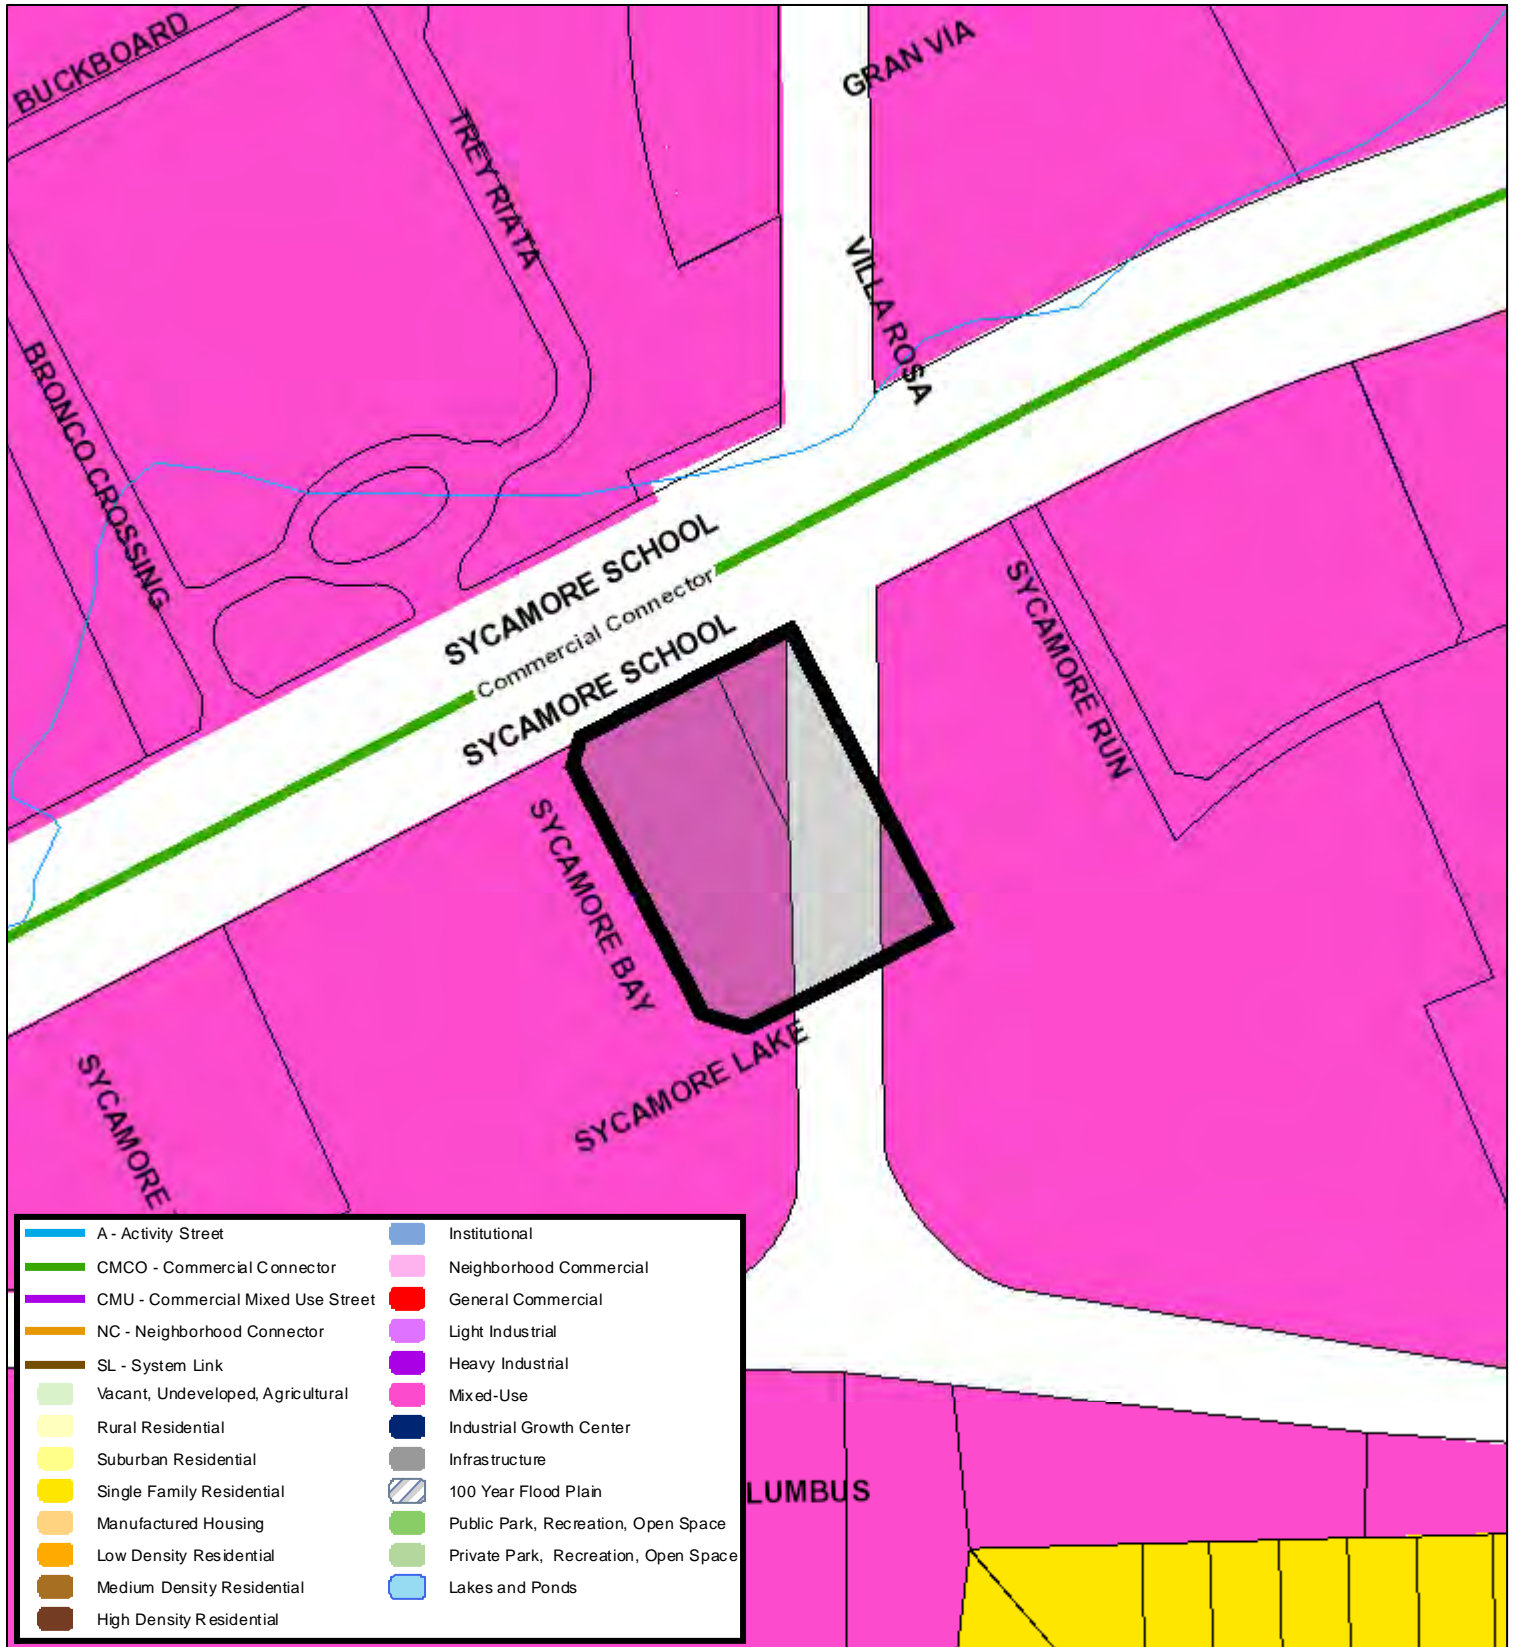 BUCKBOARD
GRAN VIA
TREY RIATA
VILLA ROSA
BRONCO CROSSING
SYCAMORE SCHOOL
Commercial Connector
SYCAMORE SCHOOL
SYCAMORE RUN
SYCAMORE BAY
SYCAMORE LAKE
SYCAMORE
LUMBUS
A - Activity Street
CMCO - Commercial Connector
CMU - Commercial Mixed Use Street
NC - Neighborhood Connector
SL - System Link
Vacant, Undeveloped, Agricultural
Rural Residential
Suburban Residential
Single Family Residential
Manufactured Housing
Low Density Residential
Medium Density Residential
High Density Residential
Institutional
Neighborhood Commercial
General Commercial
Light Industrial
Heavy Industrial
Mixed-Use
Industrial Growth Center
Infrastructure
100 Year Flood Plain
Public Park, Recreation, Open Space
Private Park, Recreation, Open Space
Lakes and Ponds